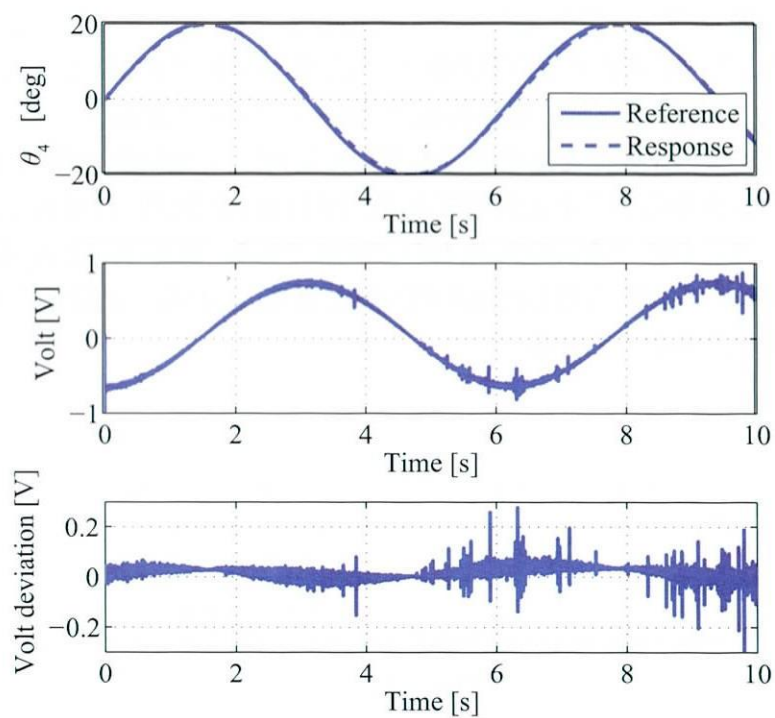 20
0
−20
θ4 [deg]
Reference
Response
0 2 4 6 8 10
Time [s]
1
0
−1
Volt [V]
0 2 4 6 8 10
Time [s]
0.2
0
−0.2
Volt deviation [V]
0 2 4 6 8 10
Time [s]